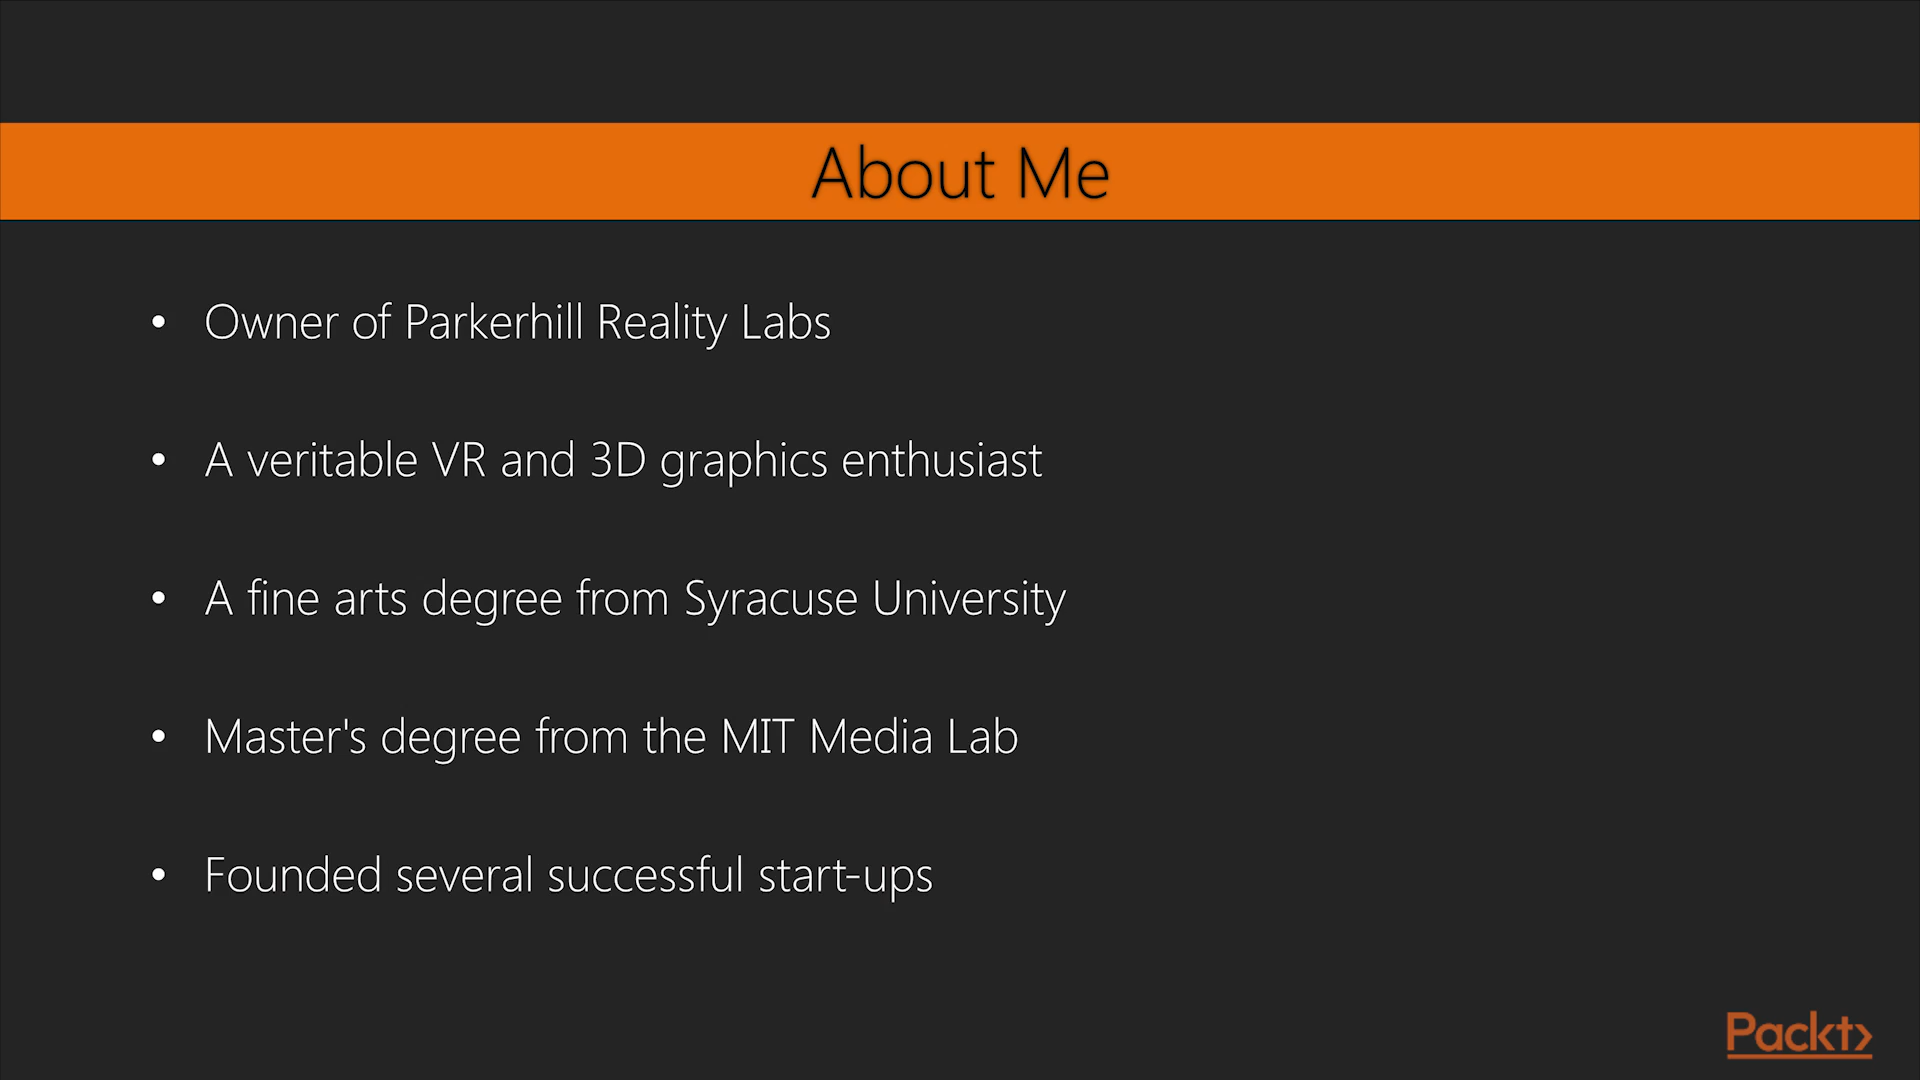 About Me
• Owner of Parkerhill Reality Labs
• A veritable VR and 3D graphics enthusiast
• A fine arts degree from Syracuse University
• Master's degree from the MIT Media Lab
• Founded several successful start-ups
Packt>